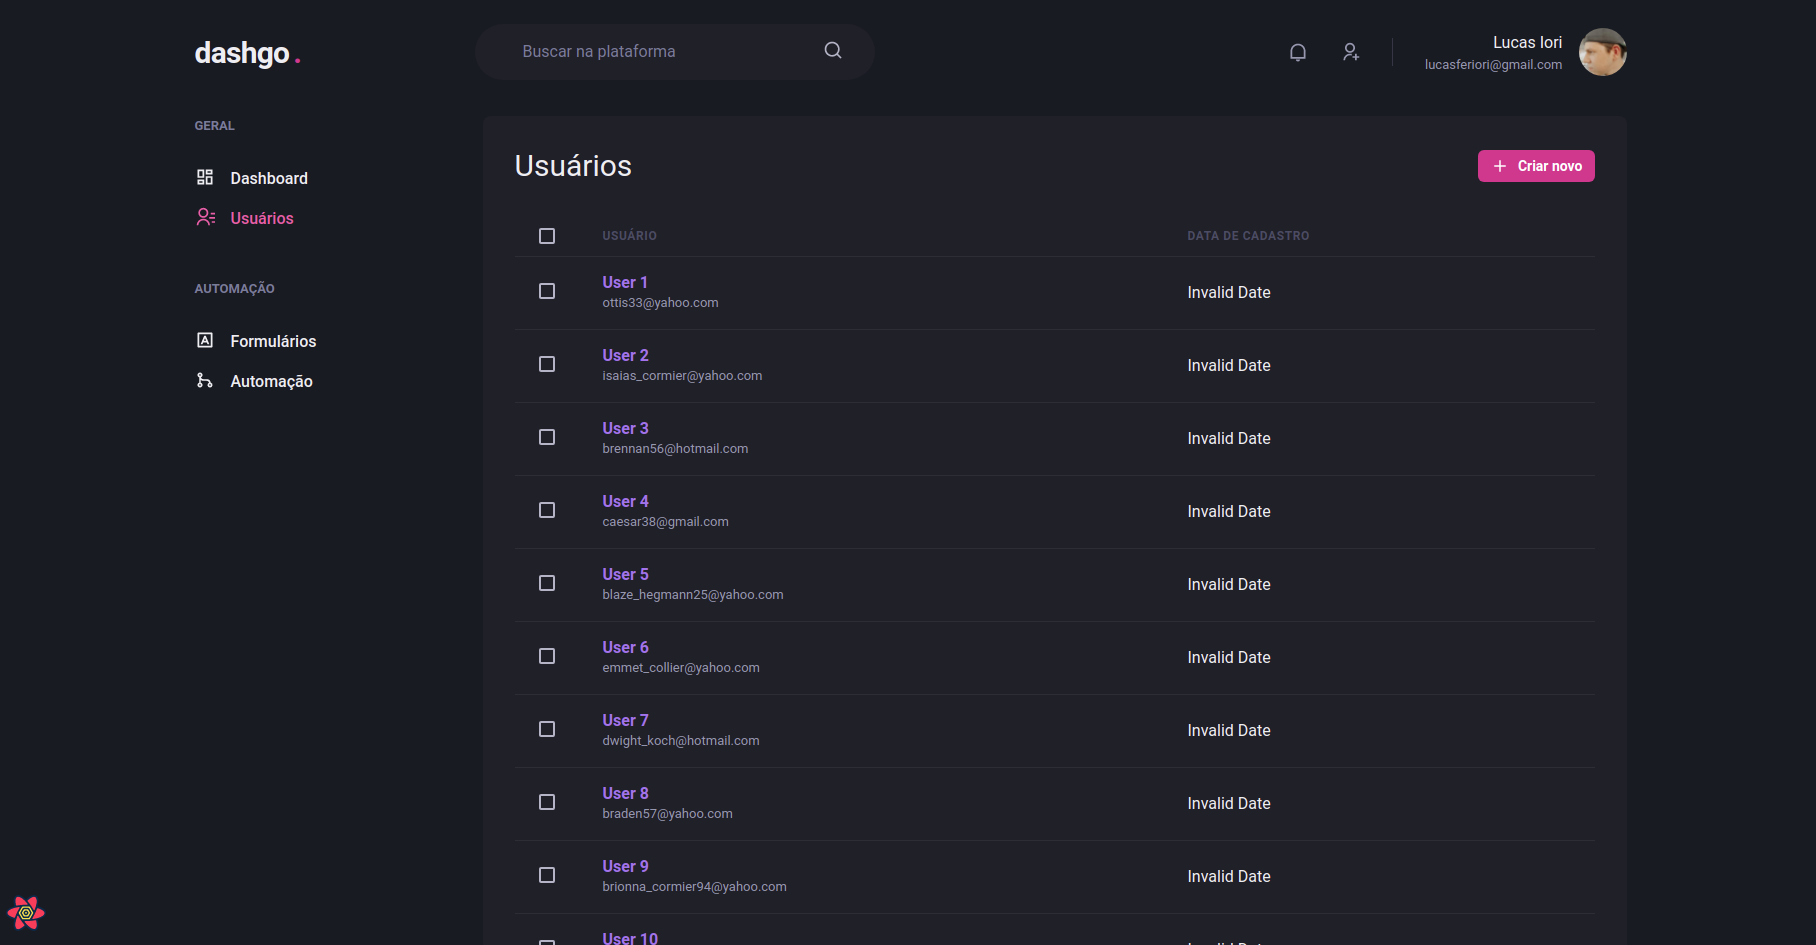 dashgo.
Buscar na plataforma
Lucas Iori
lucasferiori@gmail.com
GERAL
Dashboard
Usuários
AUTOMAÇÃO
Formulários
Automação
Usuários
Criar novo
USUÁRIO DATA DE CADASTRO
User 1
ottis33@yahoo.com
Invalid Date
User 2
isaias_cormier@yahoo.com
Invalid Date
User 3
brennan56@hotmail.com
Invalid Date
User 4
caesar38@gmail.com
Invalid Date
User 5
blaze_hegmann25@yahoo.com
Invalid Date
User 6
emmet_collier@yahoo.com
Invalid Date
User 7
dwight_koch@hotmail.com
Invalid Date
User 8
braden57@yahoo.com
Invalid Date
User 9
brionna_cormier94@yahoo.com
Invalid Date
User 10